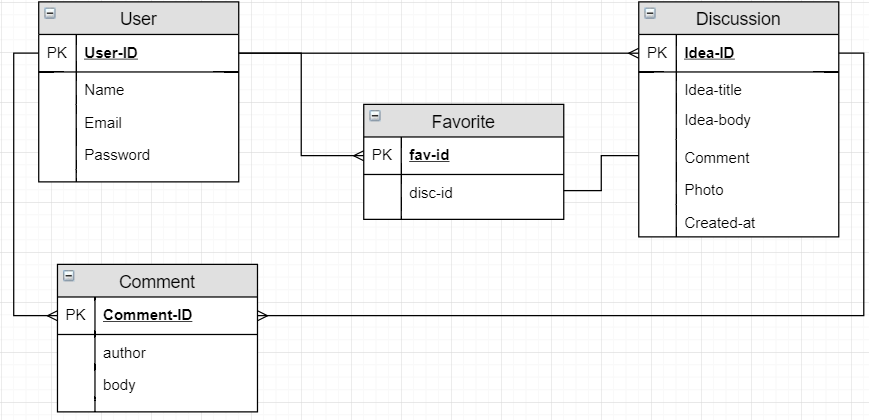 User
PK User-ID
Name
Email
Password
Discussion
PK Idea-ID
Idea-title
Idea-body
Comment
Photo
Created-at
Favorite
PK fav-id
disc-id
Comment
PK Comment-ID
author
body